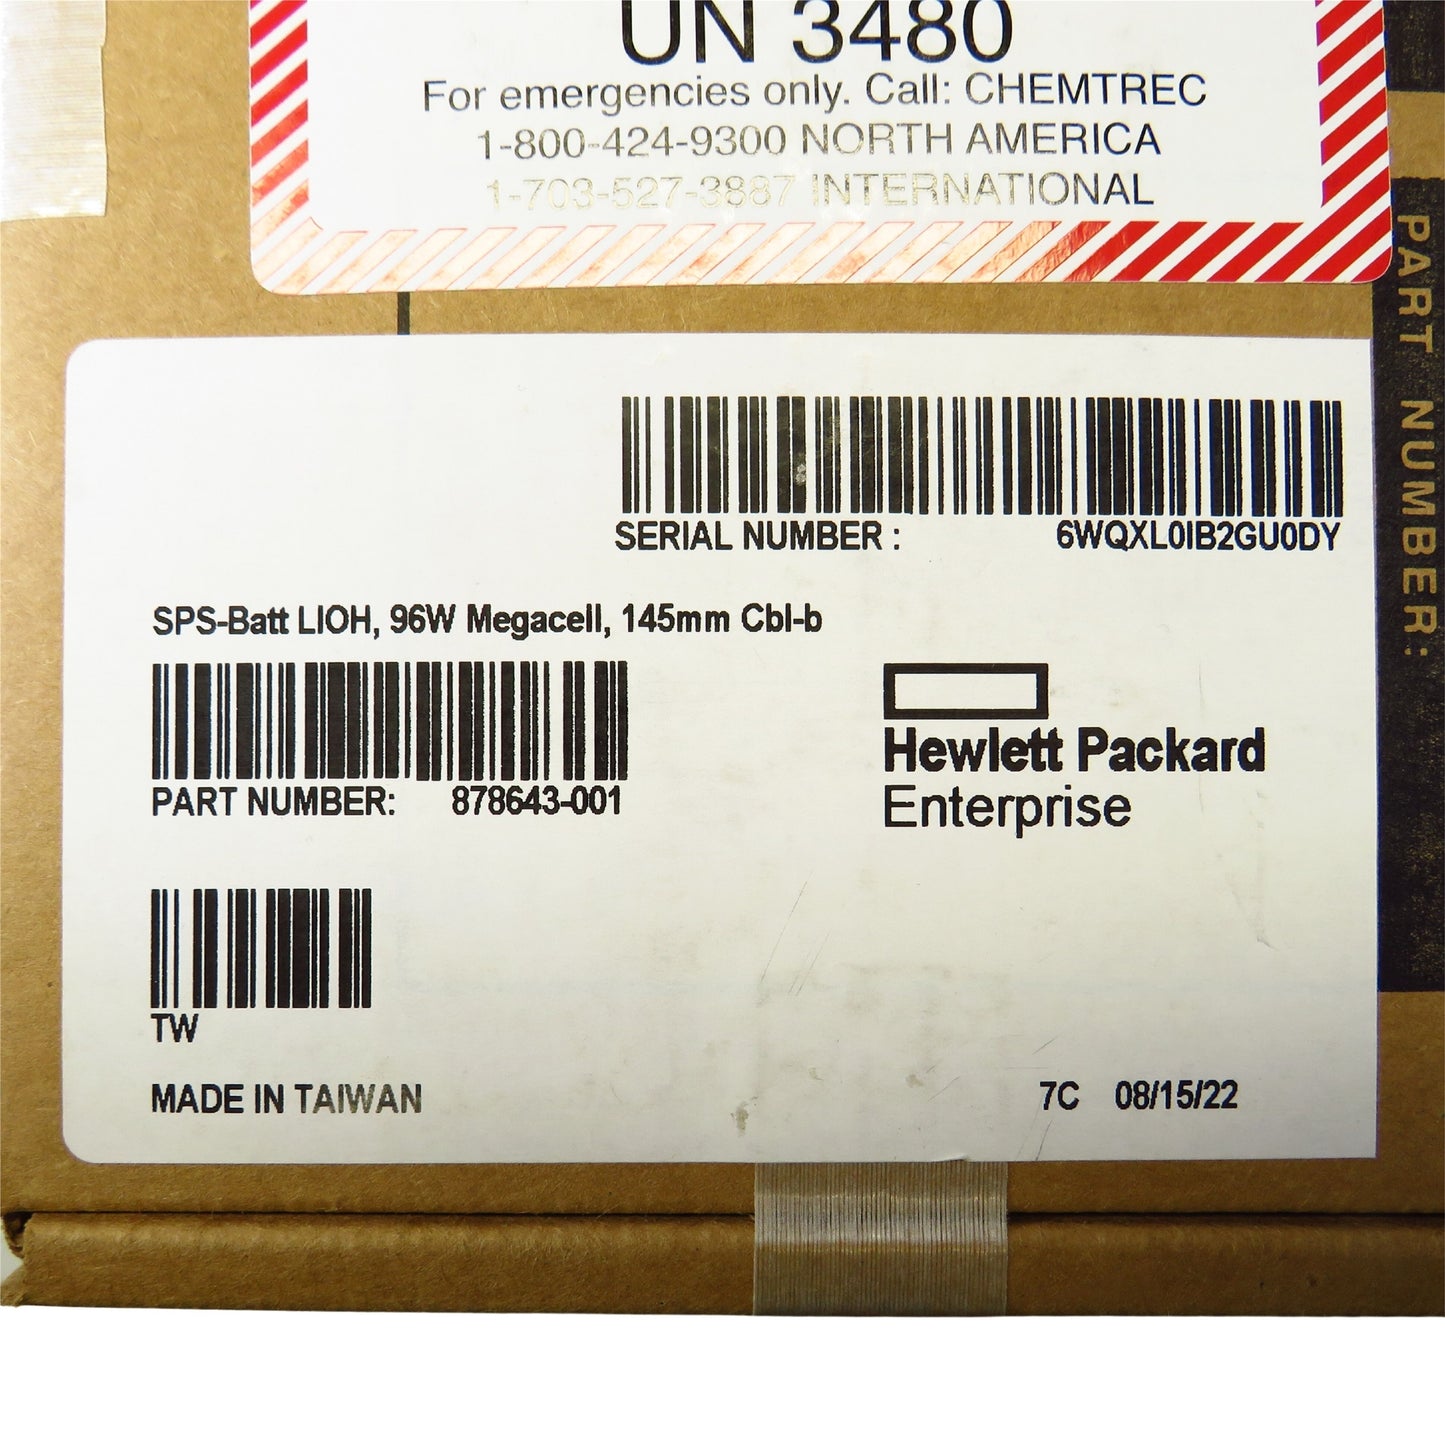 UN 3480
For emergencies only. Call: CHEMTREC
1-800-424-9300 NORTH AMERICA
1-703-527-3887 INTERNATIONAL
PART NUMBER:
SERIAL NUMBER : 6WQXL0IB2GU0DY
SPS-Batt LIOH, 96W Megacell, 145mm Cbl-b
PART NUMBER: 878643-001
Hewlett Packard
Enterprise
TW
MADE IN TAIWAN
7C 08/15/22